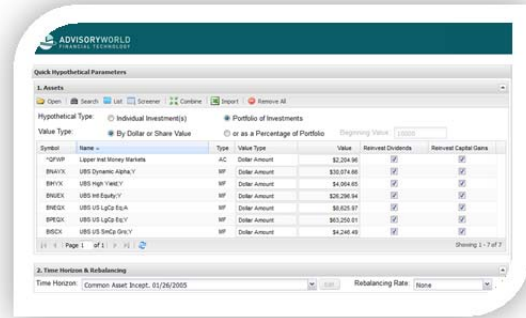 ADVISORYWORLD
FINANCIAL TECHNOLOGY
Quick Hypothetical Parameters
1. Assets
Open Search List Screener Combine Import Remove All
Hypothetical Type: Individual Investment(s) Portfolio of Investments
Value Type: By Dollar or Share Value or as a Percentage of Portfolio Beginning Value:
Symbol Name Type Value Type Value Reinvest Dividends Reinvest Capital Gains
^QFWP Lipper Inst Money Markets AC Dollar Amount $2,204.96
BNAVX UBS Dynamic Alpha;Y MF Dollar Amount $30,074.66
BHYX UBS High Yield;Y MF Dollar Amount $4,064.65
BNUEX UBS Intl Equity;Y MF Dollar Amount $26,296.94
BNEQX UBS US LgCp Eq;A MF Dollar Amount $8,625.97
BPEQX UBS US LgCp Eq;Y MF Dollar Amount $63,250.01
BISCX UBS US SmCp Gro;Y MF Dollar Amount $4,246.49
Page 1 of 1 Showing 1 - 7 of 7
2. Time Horizon & Rebalancing
Time Horizon: Common Asset Incept. 01/26/2005 Edit Rebalancing Rate: None